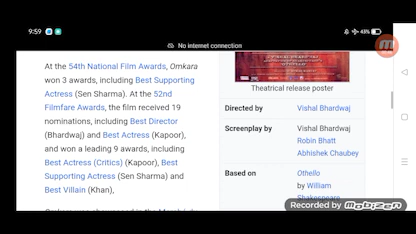 9:59
43%
No internet connection
At the 54th National Film Awards, Omkara
won 3 awards, including Best Supporting
Actress (Sen Sharma). At the 52nd
Filmfare Awards, the film received 19
nominations, including Best Director
(Bhardwaj) and Best Actress (Kapoor),
and won a leading 9 awards, including
Best Actress (Critics) (Kapoor), Best
Supporting Actress (Sen Sharma) and
Best Villain (Khan),
VISHAL BHARDWAJ
Theatrical release poster
Directed by Vishal Bhardwaj
Screenplay by Vishal Bhardwaj
Robin Bhatt
Abhishek Chaubey
Based on Othello
by William
Shakespeare
Recorded by MOBIZEN